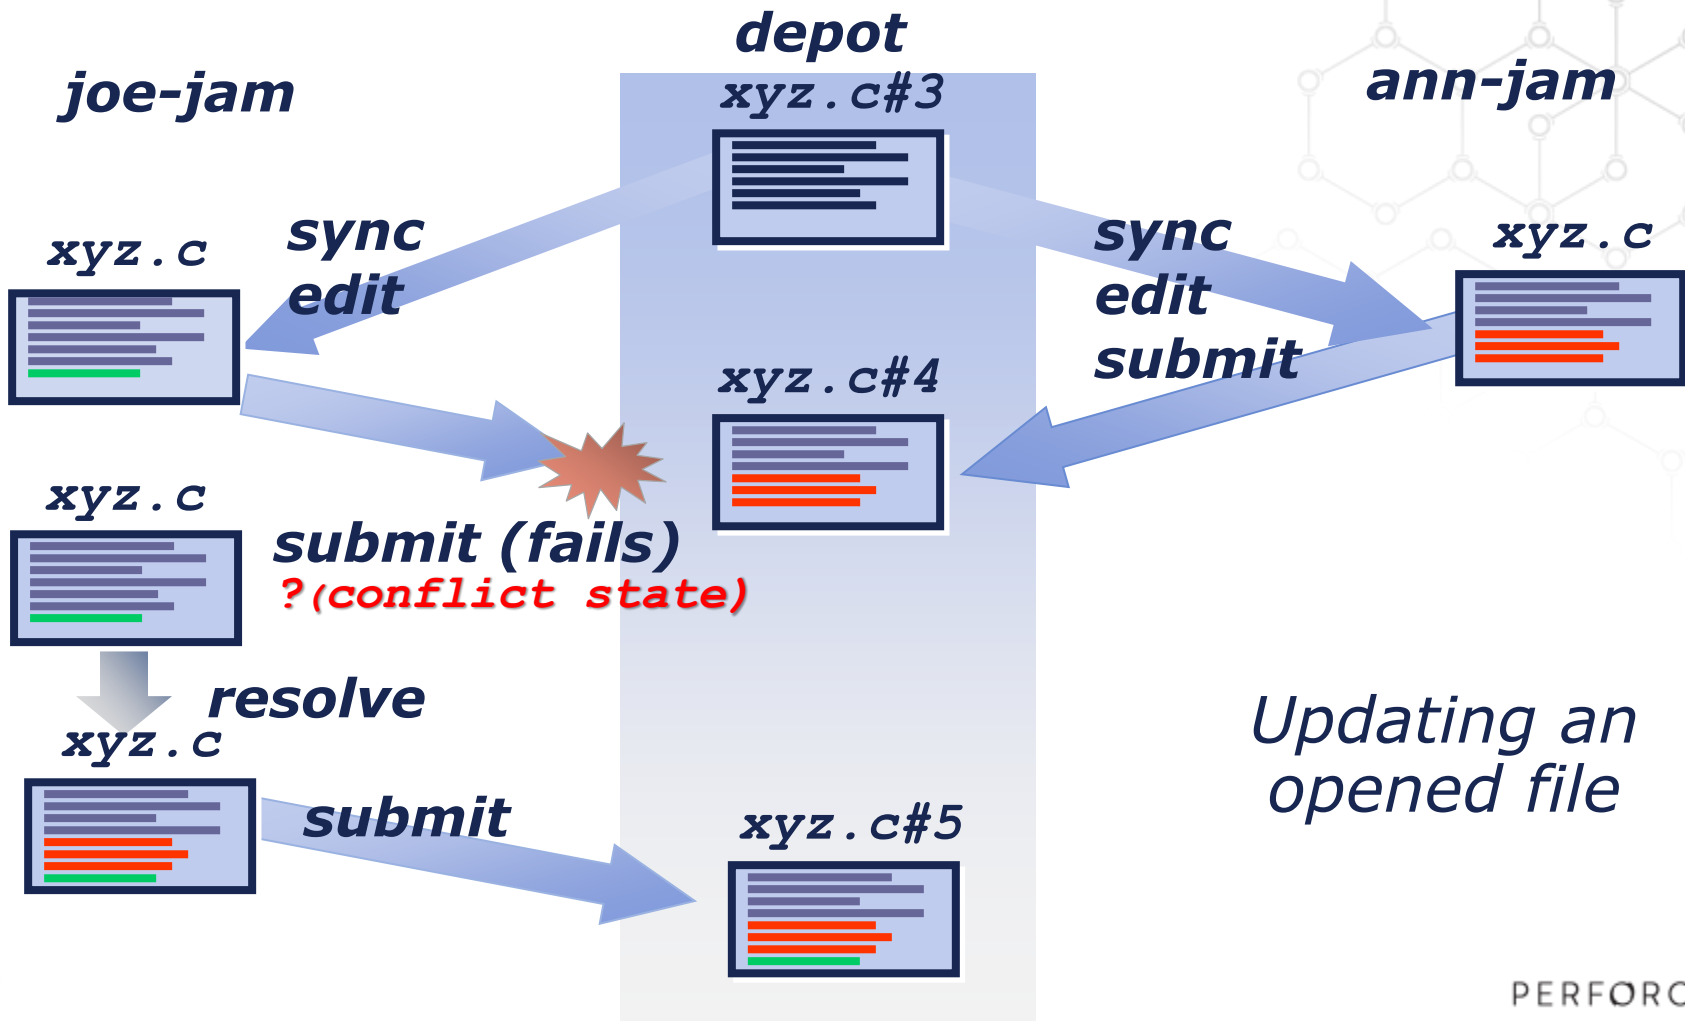 depot
joe-jam
xyz.c#3
ann-jam
sync
edit
xyz.c
sync
edit
submit
xyz.c
xyz.c#4
xyz.c
submit (fails)
?(conflict state)
resolve
xyz.c
submit
xyz.c#5
Updating an
opened file
PERFORC